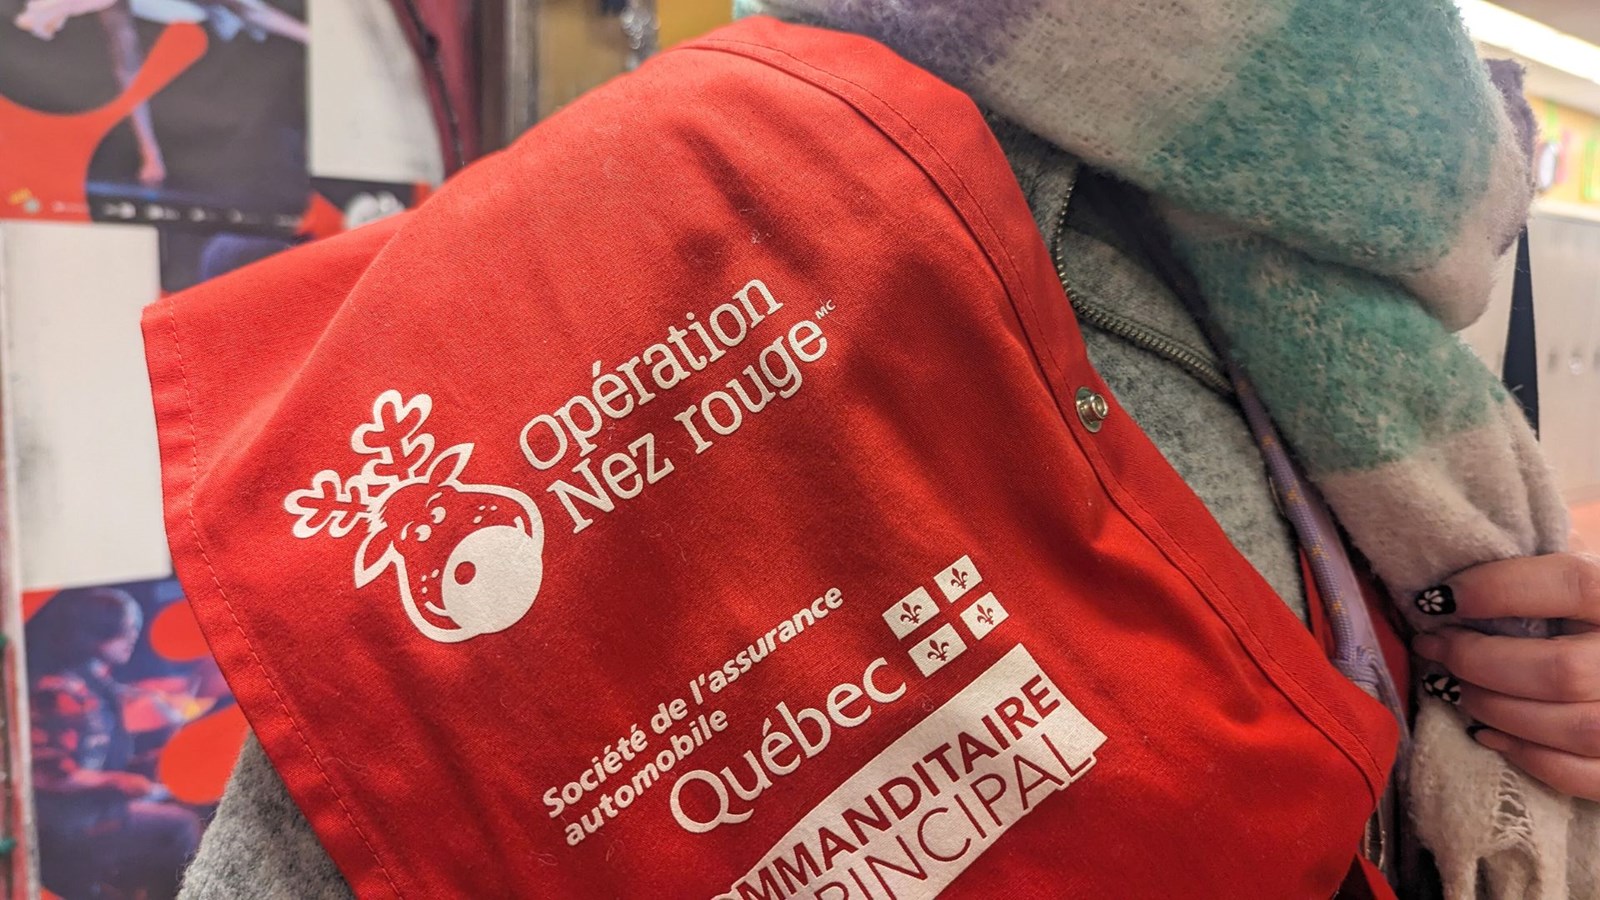 Opération
Nez rouge MC
Société de l'assurance
automobile
Québec
COMMANDITAIRE
PRINCIPAL